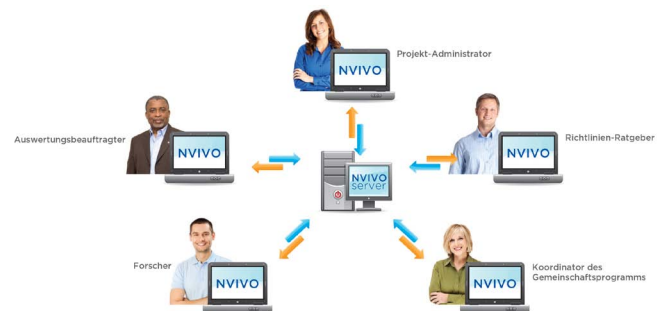 Projekt-Administrator
NVIVO
Auswertungsbeauftragter
NVIVO
Richtlinien-Ratgeber
NVIVO
NVIVO
server
Forscher
NVIVO
Koordinator des
Gemeinschaftsprogramms
NVIVO